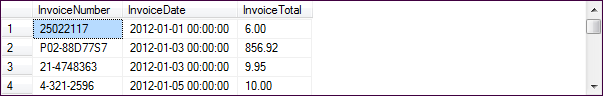 InvoiceNumber InvoiceDate InvoiceTotal
1 25022117 2012-01-01 00:00:00 6.00
2 P02-88D77S7 2012-01-03 00:00:00 856.92
3 21-4748363 2012-01-03 00:00:00 9.95
4 4-321-2596 2012-01-05 00:00:00 10.00